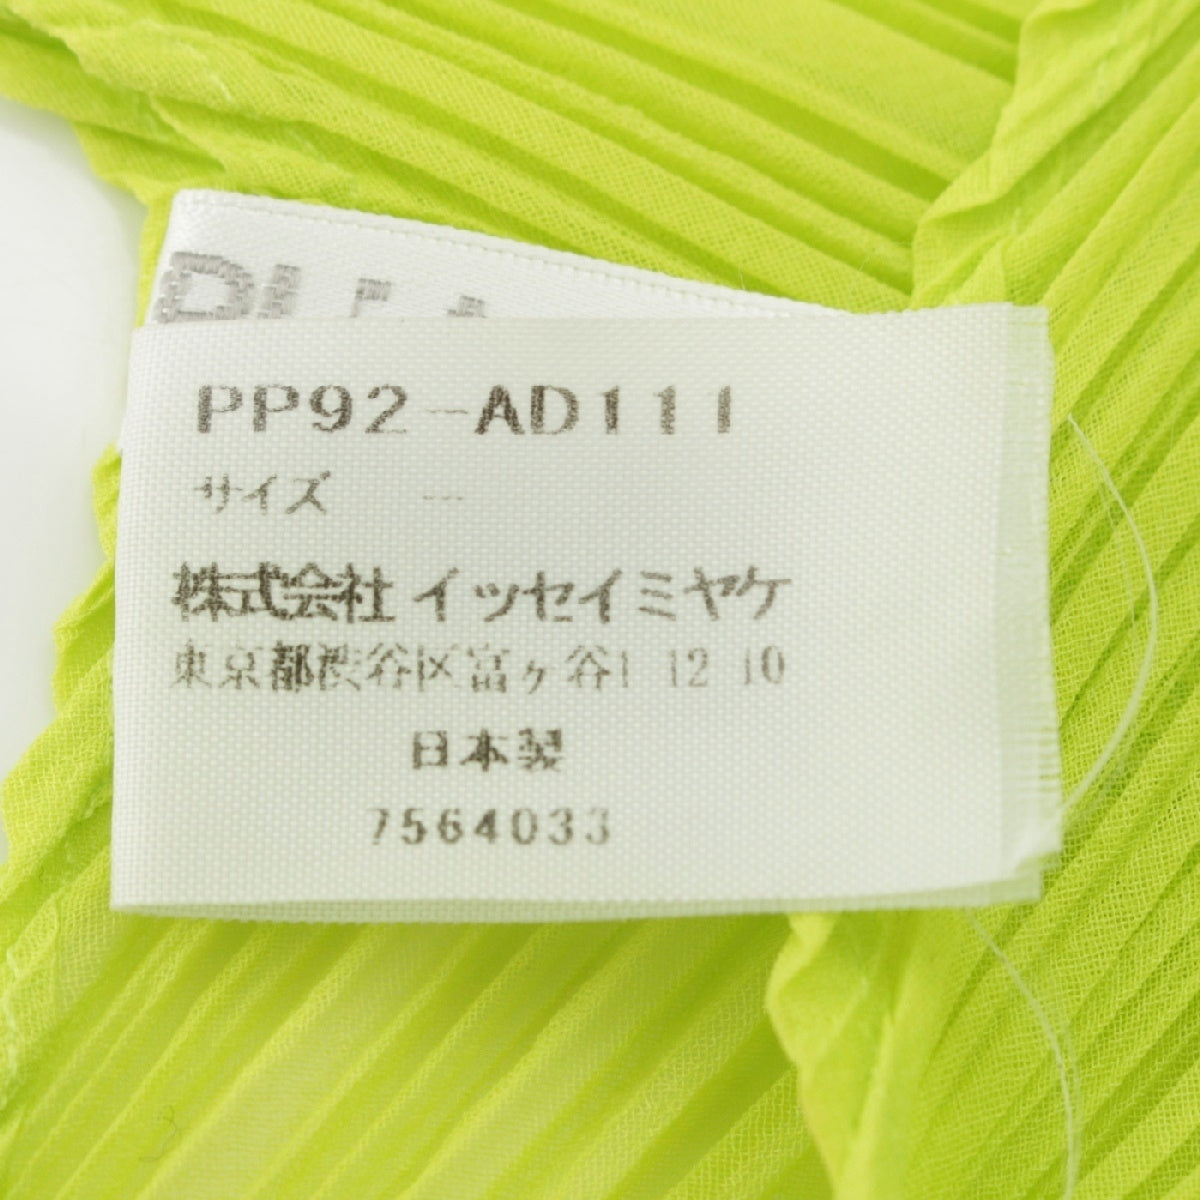 PP92-AD111
サイズ --
株式会社 イッセイミヤケ
東京都渋谷区富ヶ谷1 12 10
日本製
7564033